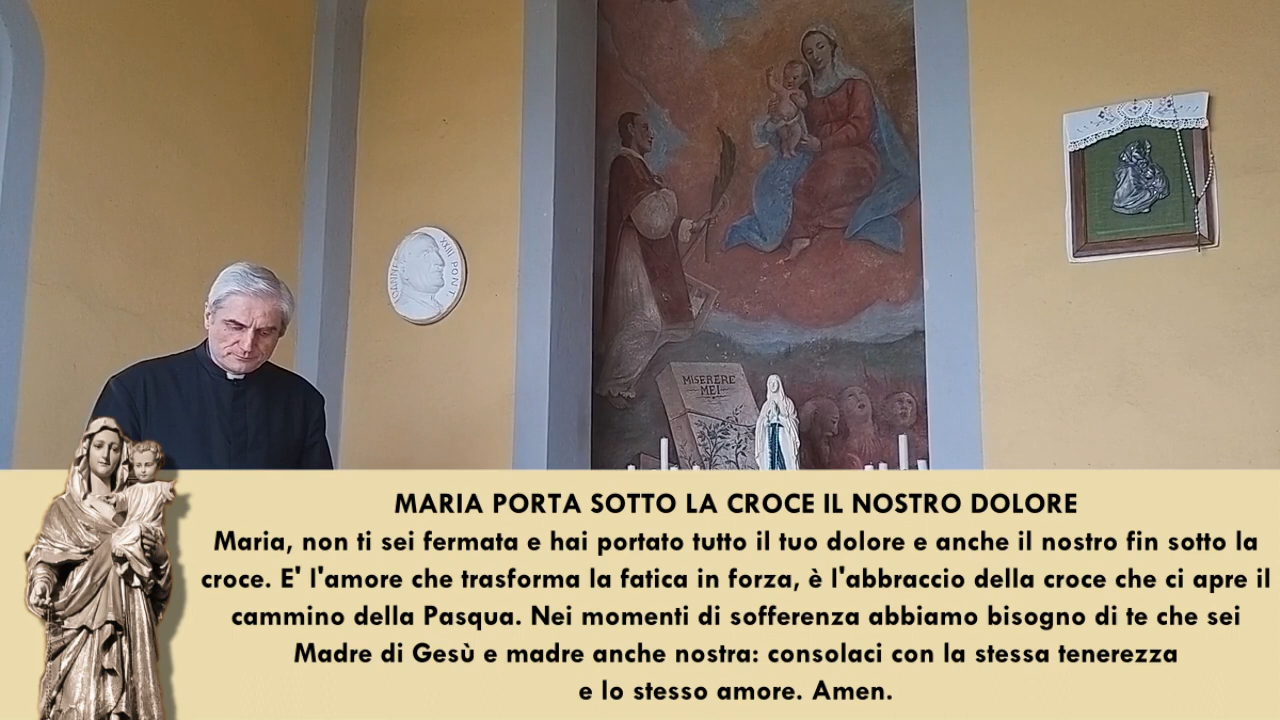 IOANNES XXIII PONT
MISERERE
MEI
MARIA PORTA SOTTO LA CROCE IL NOSTRO DOLORE
Maria, non ti sei fermata e hai portato tutto il tuo dolore e anche il nostro fin sotto la
croce. E' l'amore che trasforma la fatica in forza, è l'abbraccio della croce che ci apre il
cammino della Pasqua. Nei momenti di sofferenza abbiamo bisogno di te che sei
Madre di Gesù e madre anche nostra: consolaci con la stessa tenerezza
e lo stesso amore. Amen.